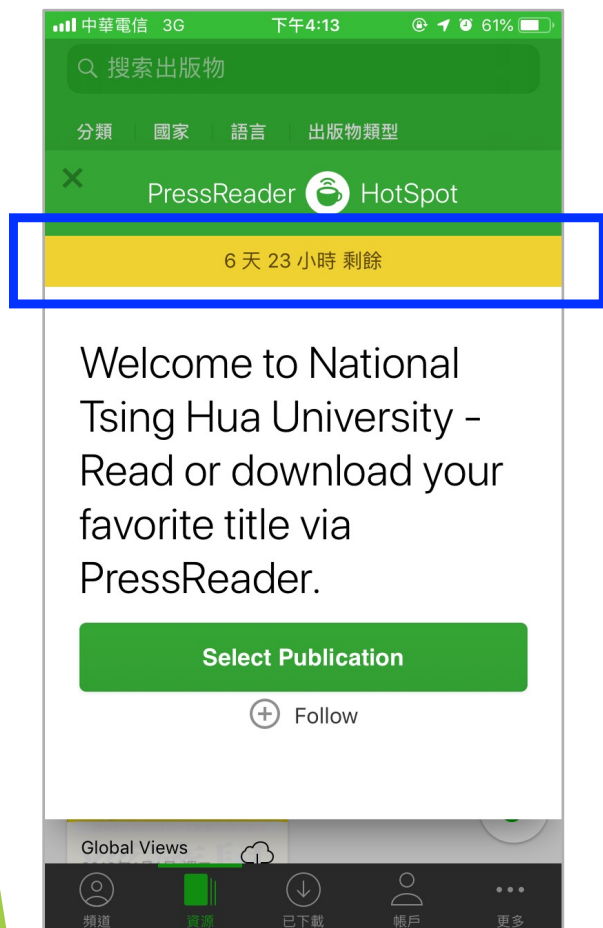 中華電信 3G 下午4:13 61%
搜索出版物
分類 國家 語言 出版物類型
PressReader HotSpot
6 天 23 小時 剩餘
Welcome to National
Tsing Hua University –
Read or download your
favorite title via
PressReader.
Select Publication
Follow
Global Views
頻道 資源 已下載 帳戶 更多